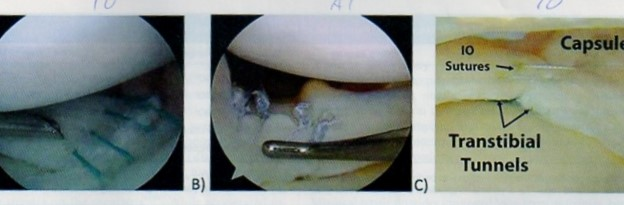 B)
C)
IO
Sutures
Capsule
Transtibial
Tunnels